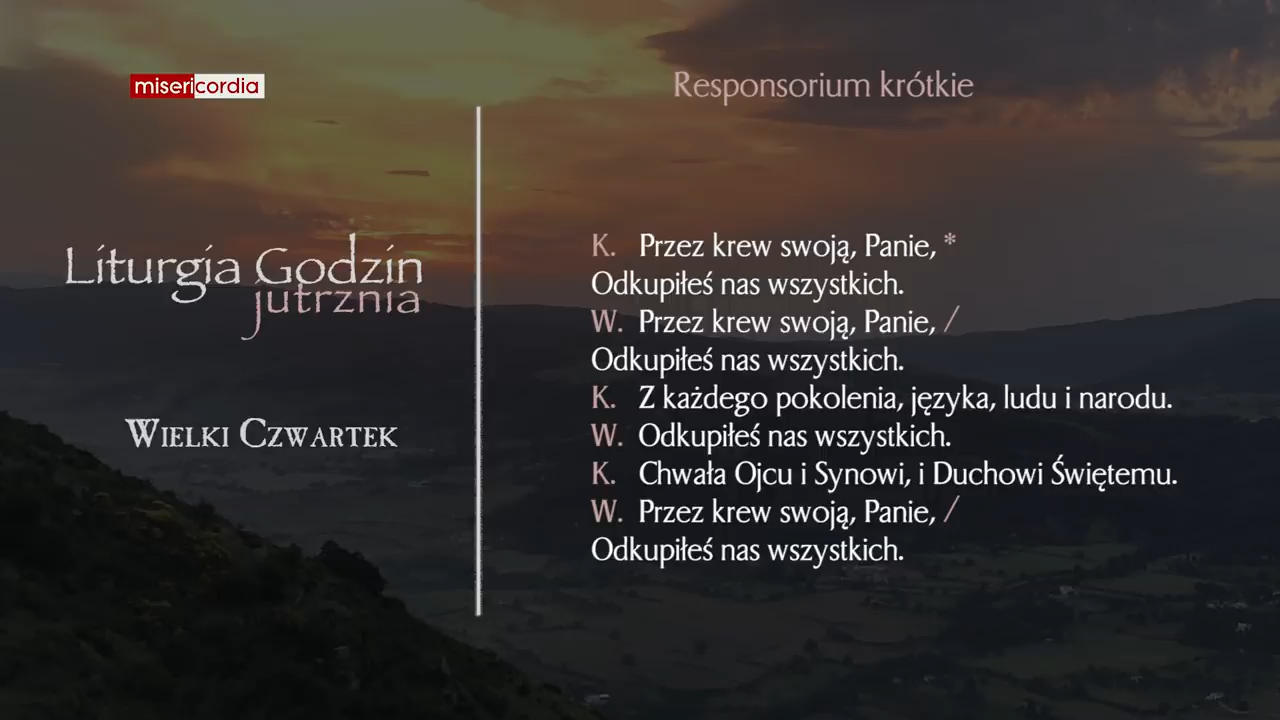 misericordia
Liturgia Godzin
jutrznia
Wielki Czwartek
Responsorium krótkie
K. Przez krew swoją, Panie, *
Odkupiłeś nas wszystkich.
W. Przez krew swoją, Panie, /
Odkupiłeś nas wszystkich.
K. Z każdego pokolenia, języka, ludu i narodu.
W. Odkupiłeś nas wszystkich.
K. Chwała Ojcu i Synowi, i Duchowi Świętemu.
W. Przez krew swoją, Panie, /
Odkupiłeś nas wszystkich.